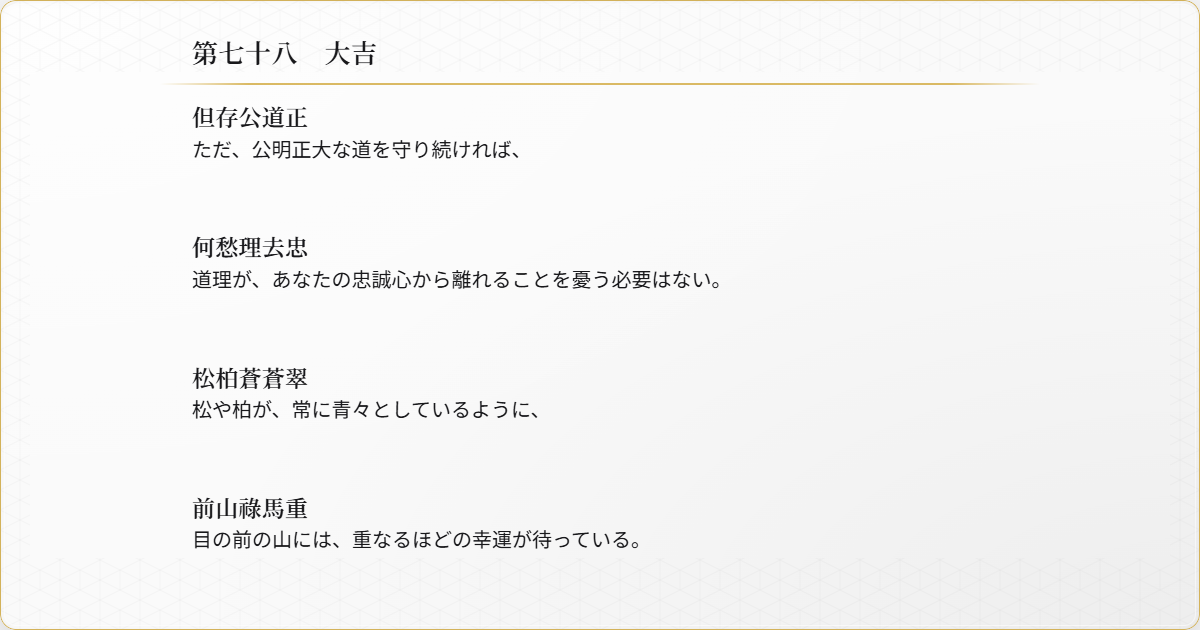 第七十八　大吉
但存公道正
ただ、公明正大な道を守り続ければ、
何愁理去忠
道理が、あなたの忠誠心から離れることを憂う必要はない。
松柏蒼蒼翠
松や柏が、常に青々としているように、
前山祿馬重
目の前の山には、重なるほどの幸運が待っている。